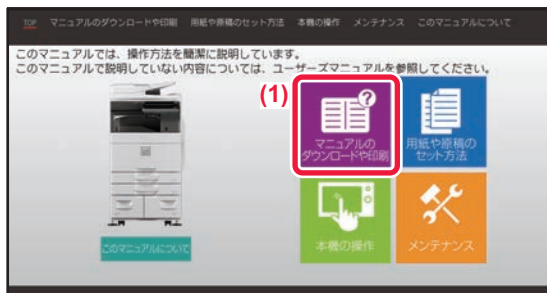 TOP マニュアルのダウンロードや印刷 用紙や原稿のセット方法 本機の操作 メンテナンス このマニュアルについて
このマニュアルでは、操作方法を簡潔に説明しています。
このマニュアルで説明していない内容については、ユーザーズマニュアルを参照してください。
(1)
マニュアルの
ダウンロードや印刷
用紙や原稿の
セット方法
本機の操作
メンテナンス
このマニュアルについて